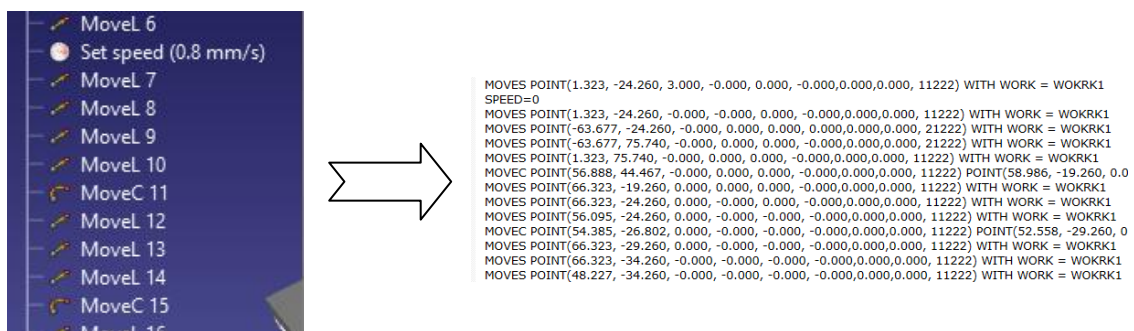 MoveL 6
Set speed (0.8 mm/s)
MoveL 7
MoveL 8
MoveL 9
MoveL 10
MoveC 11
MoveL 12
MoveL 13
MoveL 14
MoveC 15
MOVES POINT(1.323, -24.260, 3.000, -0.000, 0.000, -0.000,0.000,0.000, 11222) WITH WORK = WOKRK1
SPEED=0
MOVES POINT(1.323, -24.260, -0.000, -0.000, 0.000, -0.000,0.000,0.000, 11222) WITH WORK = WOKRK1
MOVES POINT(-63.677, -24.260, -0.000, 0.000, 0.000, 0.000,0.000,0.000, 21222) WITH WORK = WOKRK1
MOVES POINT(-63.677, 75.740, -0.000, 0.000, 0.000, -0.000,0.000,0.000, 21222) WITH WORK = WOKRK1
MOVES POINT(1.323, 75.740, -0.000, 0.000, 0.000, -0.000,0.000,0.000, 11222) WITH WORK = WOKRK1
MOVEC POINT(56.888, 44.467, -0.000, 0.000, 0.000, -0.000,0.000,0.000, 11222) POINT(58.986, -19.260, 0.0
MOVES POINT(66.323, -19.260, 0.000, 0.000, 0.000, -0.000,0.000,0.000, 11222) WITH WORK = WOKRK1
MOVES POINT(66.323, -24.260, 0.000, 0.000, 0.000, -0.000,0.000,0.000, 11222) WITH WORK = WOKRK1
MOVES POINT(56.095, -24.260, 0.000, -0.000, -0.000, -0.000,0.000,0.000, 11222) WITH WORK = WOKRK1
MOVEC POINT(54.385, -26.802, 0.000, -0.000, -0.000, -0.000,0.000,0.000, 11222) POINT(52.558, -29.260, 0
MOVES POINT(66.323, -29.260, 0.000, -0.000, -0.000, -0.000,0.000,0.000, 11222) WITH WORK = WOKRK1
MOVES POINT(66.323, -34.260, -0.000, -0.000, -0.000, -0.000,0.000,0.000, 11222) WITH WORK = WOKRK1
MOVES POINT(48.227, -34.260, -0.000, -0.000, -0.000, -0.000,0.000,0.000, 11222) WITH WORK = WOKRK1